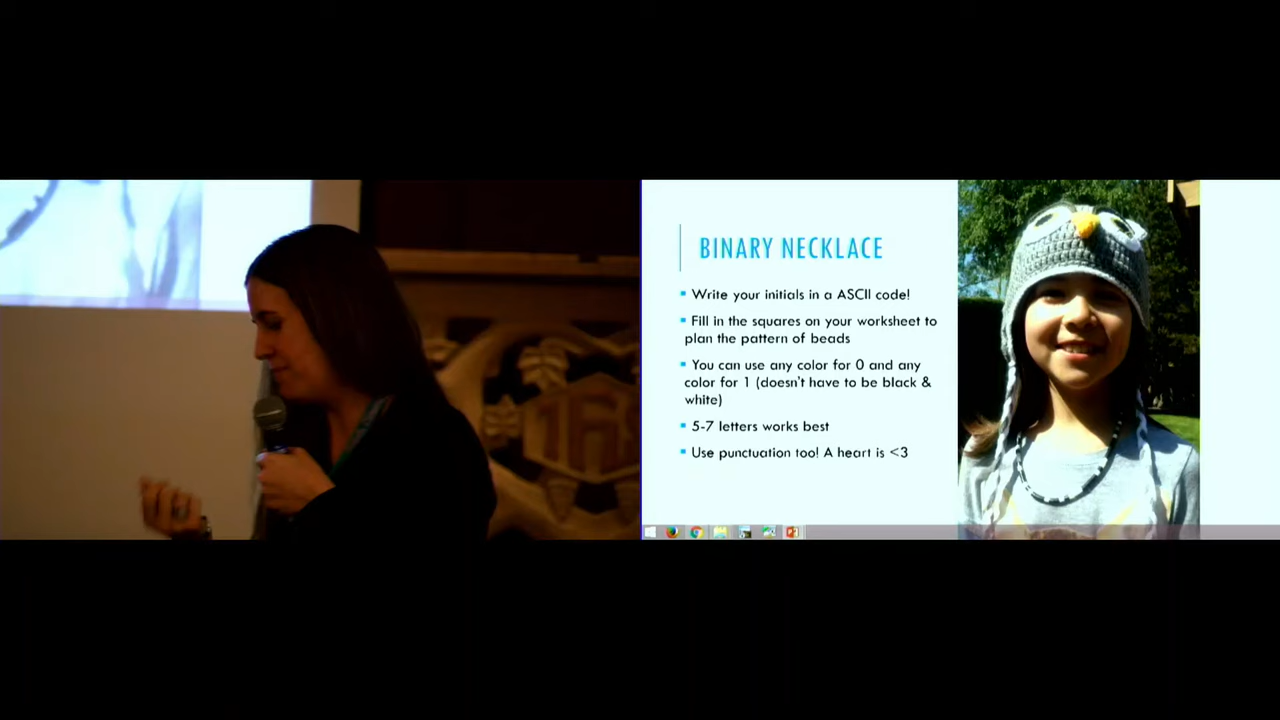 BINARY NECKLACE
Write your initials in a ASCII code!
Fill in the squares on your worksheet to
plan the pattern of beads
You can use any color for 0 and any
color for 1 (doesn't have to be black &
white)
5-7 letters works best
Use punctuation too! A heart is <3